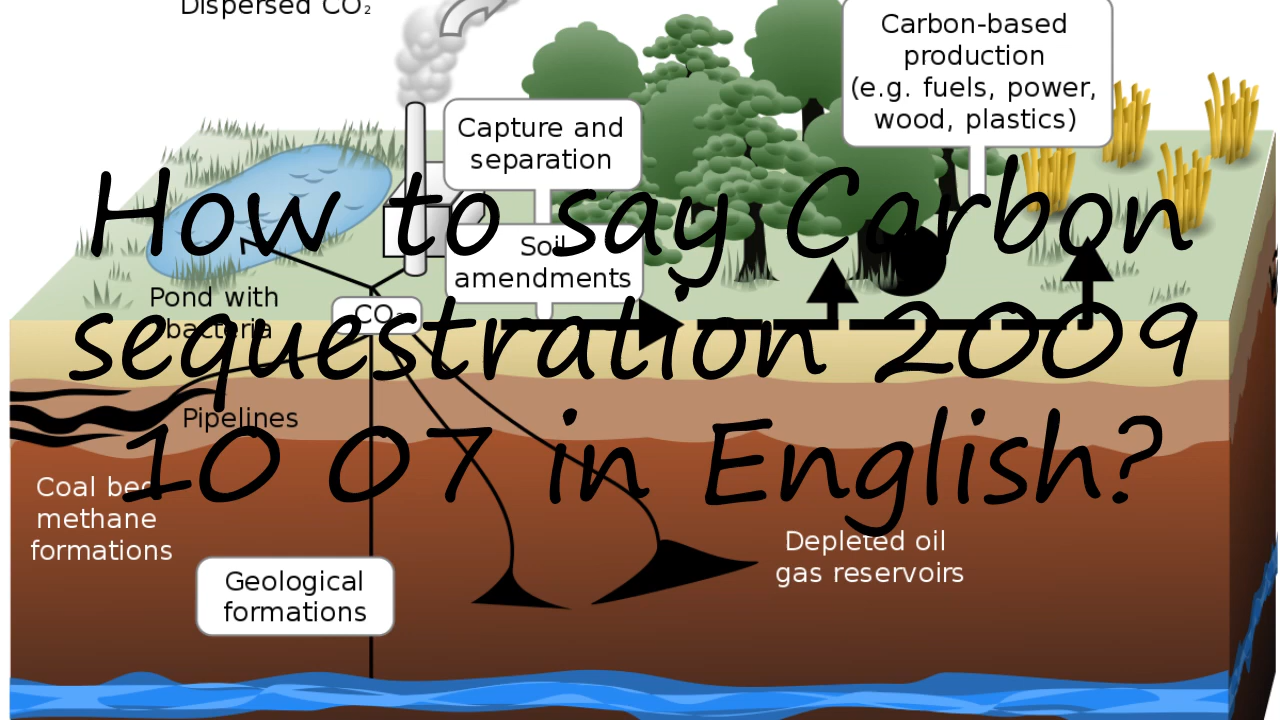 Dispersed CO₂
Carbon-based
production
(e.g. fuels, power,
wood, plastics)
Capture and
separation
How to say Carbon
Soil
amendments
Pond with
bacteria
CO₂
sequestration 2009
Pipelines
10 07 in English?
Coal bed
methane
formations
Depleted oil
gas reservoirs
Geological
formations